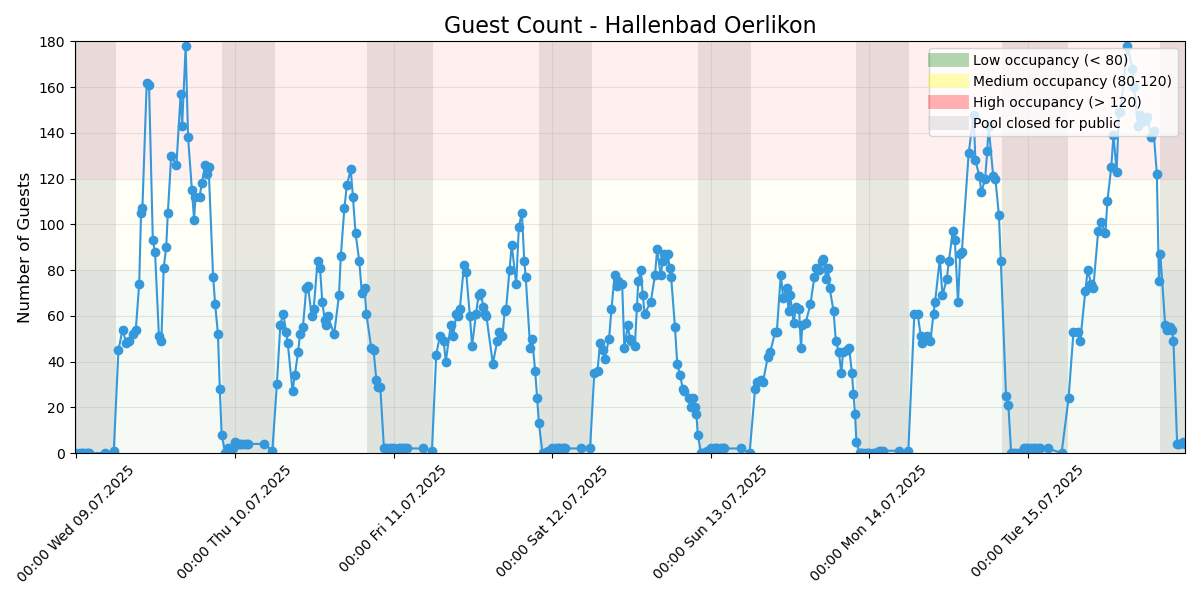 Guest Count - Hallenbad Oerlikon
Number of Guests
180
160
140
120
100
80
60
40
20
0
Low occupancy (< 80)
Medium occupancy (80-120)
High occupancy (> 120)
Pool closed for public
00:00 Wed 09.07.2025
00:00 Thu 10.07.2025
00:00 Fri 11.07.2025
00:00 Sat 12.07.2025
00:00 Sun 13.07.2025
00:00 Mon 14.07.2025
00:00 Tue 15.07.2025